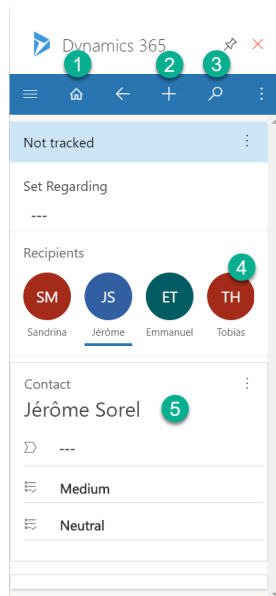 Dynamics 365
1
2
3
Not tracked
Set Regarding
---
Recipients
4
SM
JS
ET
TH
Sandrina
Jérôme
Emmanuel
Tobias
Contact
Jérôme Sorel
5
---
Medium
Neutral